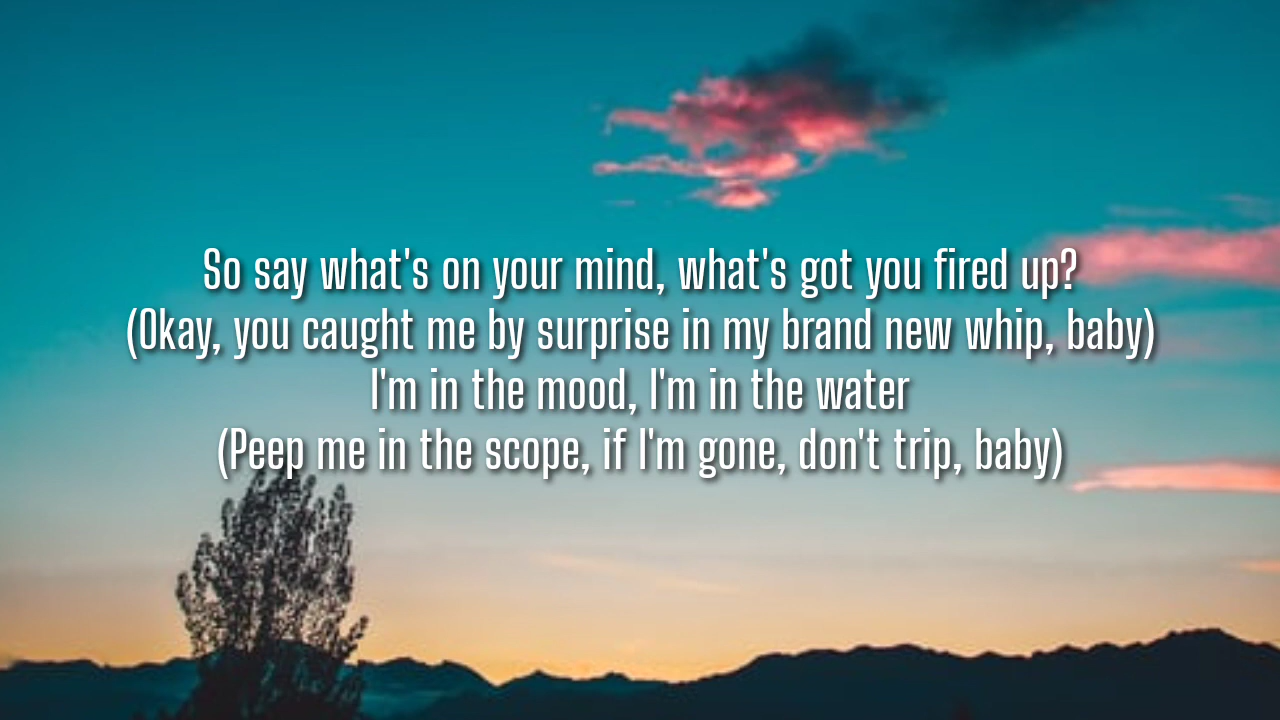 So say what's on your mind, what's got you fired up?
(Okay, you caught me by surprise in my brand new whip, baby)
I'm in the mood, I'm in the water
(Peep me in the scope, if I'm gone, don't trip, baby)